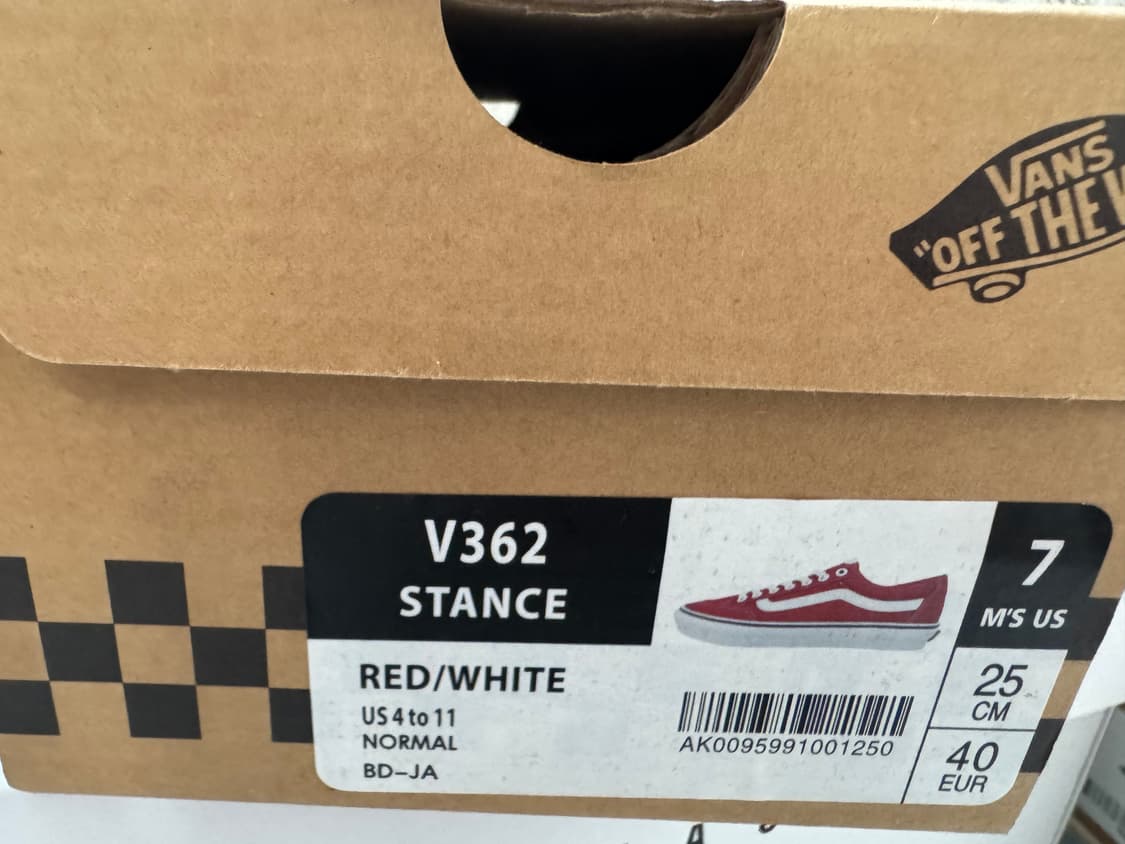 VANS
"OFF THE
V362
STANCE
7
M'S US
RED/WHITE
US 4 to 11
NORMAL
BD-JA
AK0095991001250
25
CM
40
EUR
A